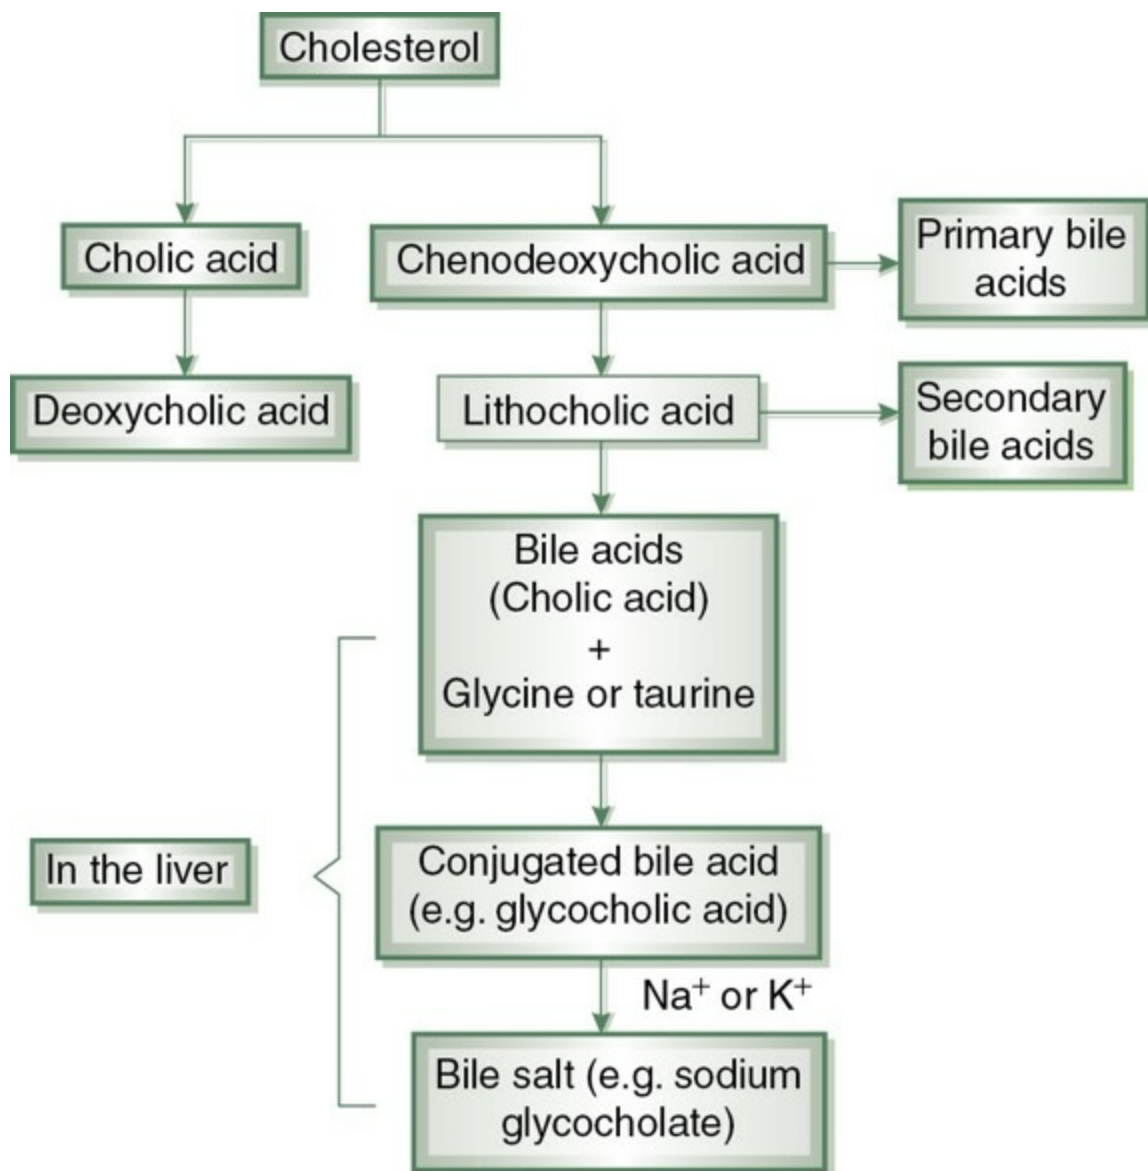 Cholesterol
Cholic acid
Chenodeoxycholic acid
Primary bile
acids
Deoxycholic acid
Lithocholic acid
Secondary
bile acids
Bile acids
(Cholic acid)
+
Glycine or taurine
In the liver
Conjugated bile acid
(e.g. glycocholic acid)
Na⁺ or K⁺
Bile salt (e.g. sodium
glycocholate)